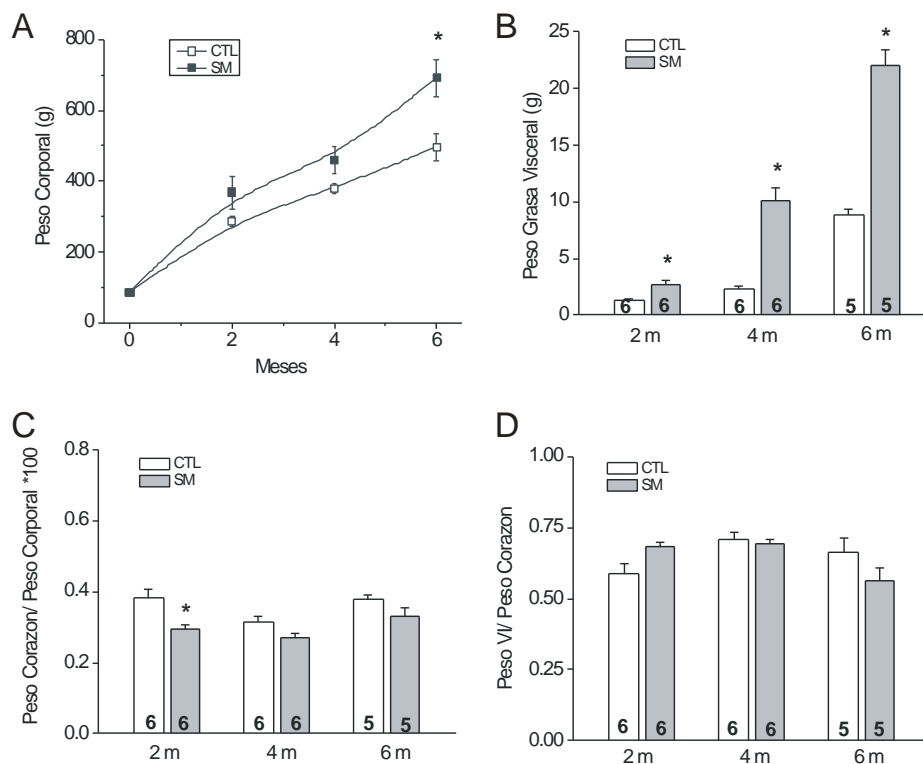 A
800
600
400
200
0
Peso Corporal (g)
CTL
SM
*
0 2 4 6
Meses
B
25
20
15
10
5
0
Peso Grasa Visceral (g)
CTL
SM
* * *
6 6 6 6 5 5
2 m 4 m 6 m
C
0.8
0.6
0.4
0.2
0.0
Peso Corazon/ Peso Corporal *100
CTL
SM
*
6 6 6 6 5 5
2 m 4 m 6 m
D
1.00
0.75
0.50
0.25
0.00
Peso VI/ Peso Corazon
CTL
SM
6 6 6 6 5 5
2 m 4 m 6 m